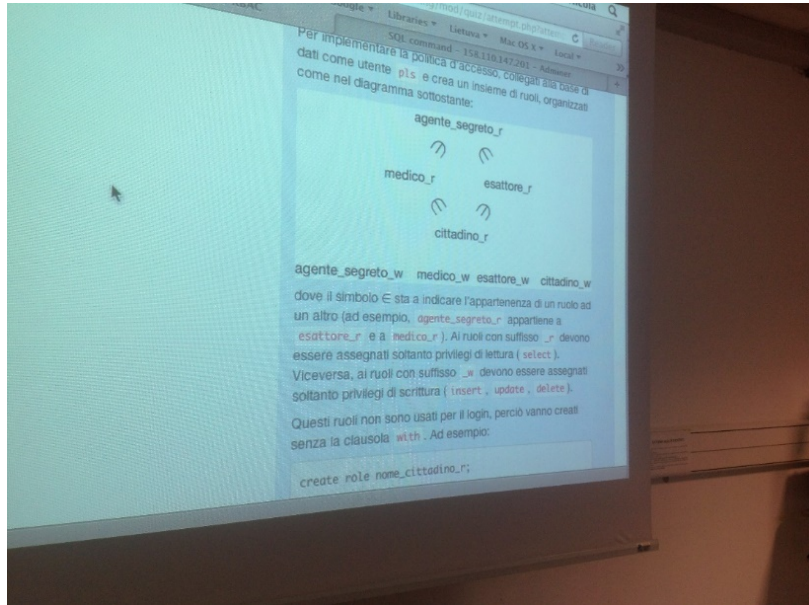 Libraries ▾ Lietuva ▾ Mac OS X ▾ Local ▾
SQL command - 158.110.147.201 - Adminer
Per implementare la politica d'accesso, collegati alla base di
dati come utente pls e crea un insieme di ruoli, organizzati
come nel diagramma sottostante:
agente_segreto_r
∈ ∈
medico_r esattore_r
∈ ∈
cittadino_r
agente_segreto_w medico_w esattore_w cittadino_w
dove il simbolo ∈ sta a indicare l'appartenenza di un ruolo ad
un altro (ad esempio, agente_segreto_r appartiene a
esattore_r e a medico_r). Ai ruoli con suffisso _r devono
essere assegnati soltanto privilegi di lettura (select).
Viceversa, ai ruoli con suffisso _w devono essere assegnati
soltanto privilegi di scrittura (insert, update, delete).
Questi ruoli non sono usati per il login, perciò vanno creati
senza la clausola with. Ad esempio:
create role nome_cittadino_r;